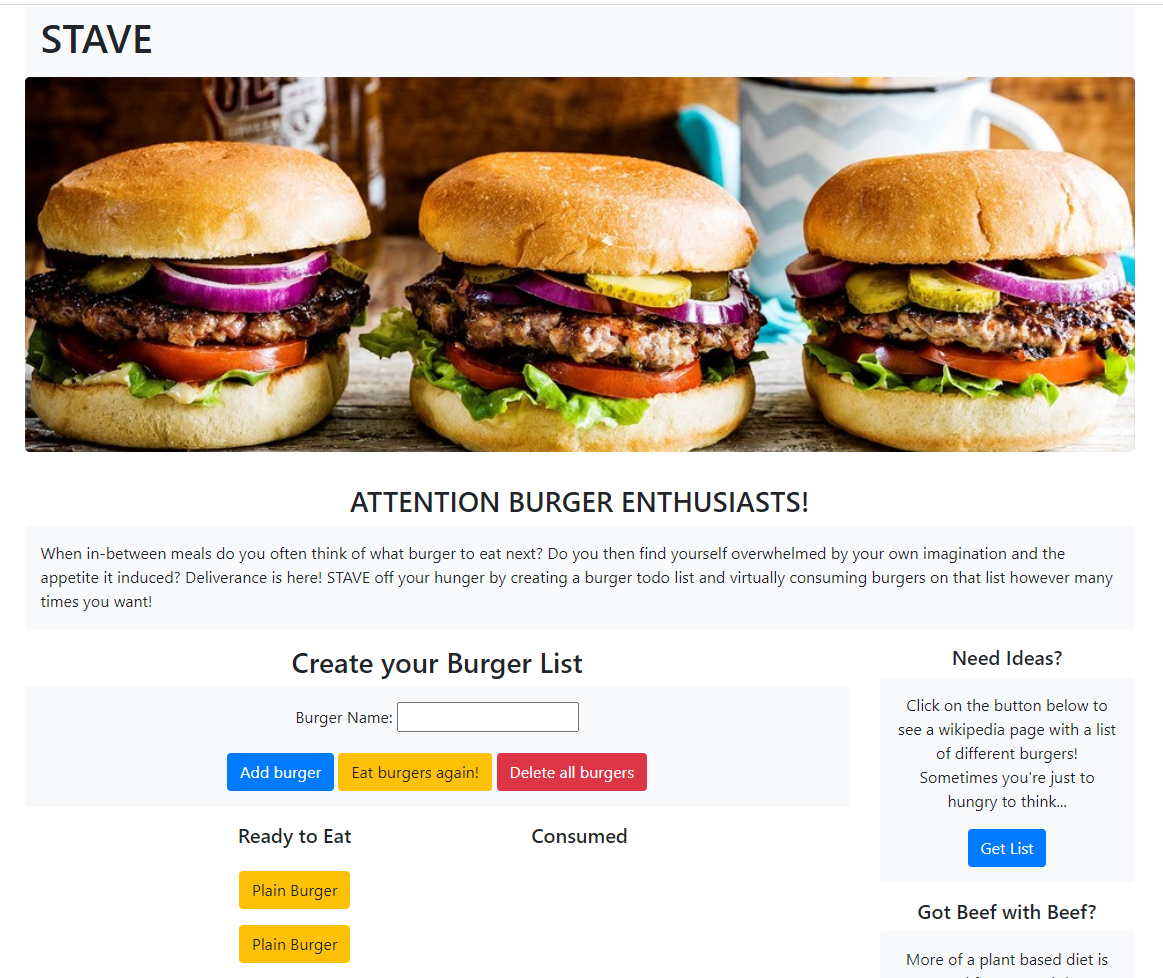 STAVE
ATTENTION BURGER ENTHUSIASTS!
When in-between meals do you often think of what burger to eat next? Do you then find yourself overwhelmed by your own imagination and the
appetite it induced? Deliverance is here! STAVE off your hunger by creating a burger todo list and virtually consuming burgers on that list however many
times you want!
Create your Burger List
Burger Name:
Add burger
Eat burgers again!
Delete all burgers
Ready to Eat
Consumed
Plain Burger
Plain Burger
Need Ideas?
Click on the button below to
see a wikipedia page with a list
of different burgers!
Sometimes you're just to
hungry to think...
Get List
Got Beef with Beef?
More of a plant based diet is